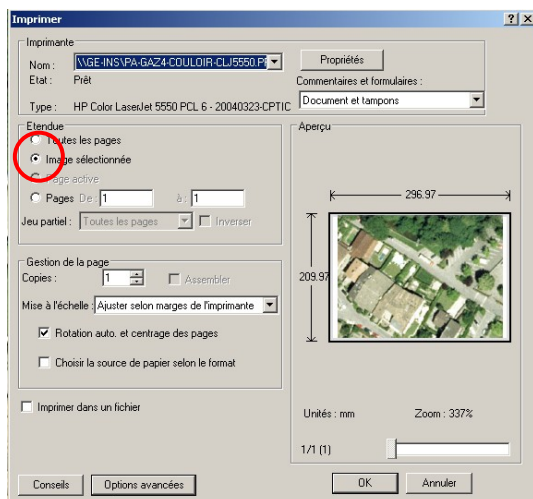 Imprimer
Imprimante
Nom : \\GE-INS\PA-GAZ4-COULOIR-CLJ5550.P
Propriétés
Etat : Prêt
Commentaires et formulaires :
Type : HP Color LaserJet 5550 PCL 6 - 20040323-CPTIC
Document et tampons
Etendue
Toutes les pages
Image sélectionnée
Page active
Pages De : 1 à : 1
Jeu partiel : Toutes les pages Inverser
Gestion de la page
Copies : 1 Assembler
Mise à l'échelle : Ajuster selon marges de l'imprimante
Rotation auto. et centrage des pages
Choisir la source de papier selon le format
Imprimer dans un fichier
Aperçu
296.97
209.97
Unités : mm Zoom : 337%
1/1 (1)
Conseils
Options avancées
OK
Annuler